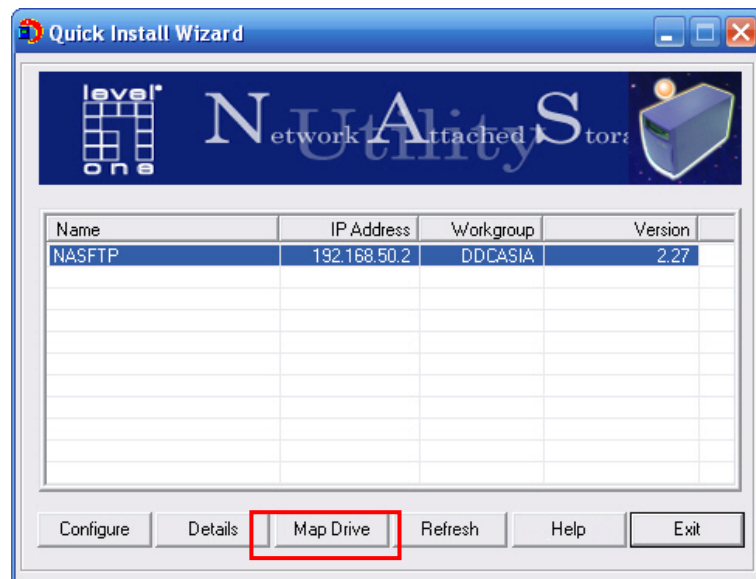 Quick Install Wizard
level one
Network Attached Stora
Utility
Name IP Address Workgroup Version
NASFTP 192.168.50.2 DDCASIA 2.27
Configure Details Map Drive Refresh Help Exit